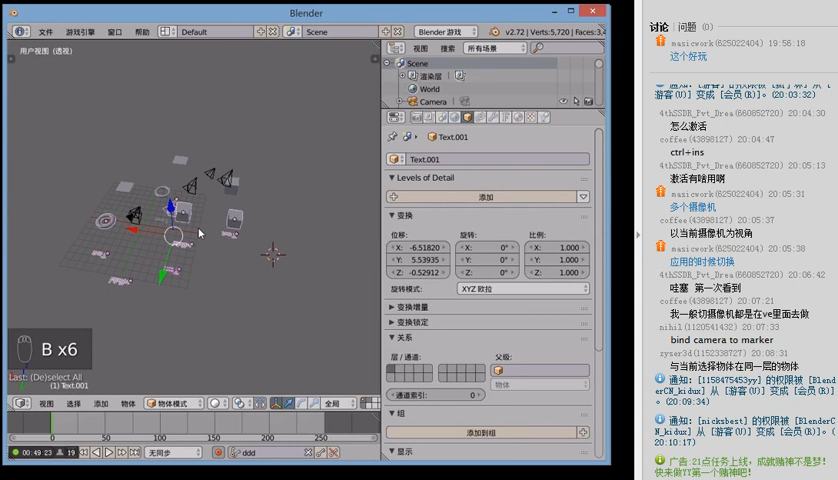 Blender
文件
游戏引擎
窗口
帮助
Default
Scene
Blender 游戏
v2.72 | Verts:5,720 | Faces:3,4
用户视图 (透视)
视图
搜索
所有场景
Scene
渲染层
World
Camera
Text.001
Text.001
Levels of Detail
添加
变换
位移:
旋转:
比例:
X: -6.51820
X: 0°
X: 1.000
Y: 5.53935
Y: 0°
Y: 1.000
Z: -0.52912
Z: 0°
Z: 1.000
旋转模式:
XYZ 欧拉
变换增量
变换锁定
关系
层 / 通道:
父级:
物体
通道索引:
0
组
添加到组
显示
B x6
Last: (De)select All
(1) Text.001
视图
选择
添加
物体
物体模式
全局
0
50
100
150
200
250
00:49:23
19
无同步
ddd
讨论
问题
(0)
masicwork(625022404) 19:56:18
这个好玩
游客(U)] 变成 [会员(R)]。(20:03:32)
4thSSDR_Pvt_Drea(660852720) 20:04:30
怎么激活
coffee(43898127) 20:04:47
ctrl+ins
4thSSDR_Pvt_Drea(660852720) 20:05:13
激活有啥用啊
masicwork(625022404) 20:05:31
多个摄像机
coffee(43898127) 20:05:37
以当前摄像机为视角
masicwork(625022404) 20:05:38
应用的时候切换
4thSSDR_Pvt_Drea(660852720) 20:06:42
哇塞 第一次看到
coffee(43898127) 20:07:21
我一般切摄像机都是在ve里面去做
nihil(1120541432) 20:07:33
bind camera to marker
zyser3d(1152338727) 20:08:31
与当前选择物体在同一层的物体
通知: [1158475453yy] 的权限被 [Blend
erCN_kidux] 从 [游客(U)] 变成 [会员(R)]。
(20:09:34)
通知: [nicksbest] 的权限被 [BlenderC
N_kidux] 从 [游客(U)] 变成 [会员(R)]。
(20:10:17)
广告:21点任务上线，成就赌神不是梦!
快来做YY第一个赌神吧!